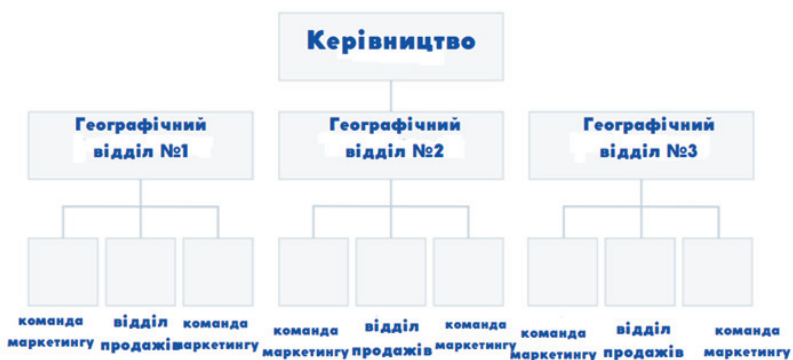 Керівництво
Географічний
відділ №1
Географічний
відділ №2
Географічний
відділ №3
команда
маркетингу
відділ
продажів
команда
маркетингу
команда
маркетингу
відділ
продажів
команда
маркетингу
команда
маркетингу
відділ
продажів
команда
маркетингу